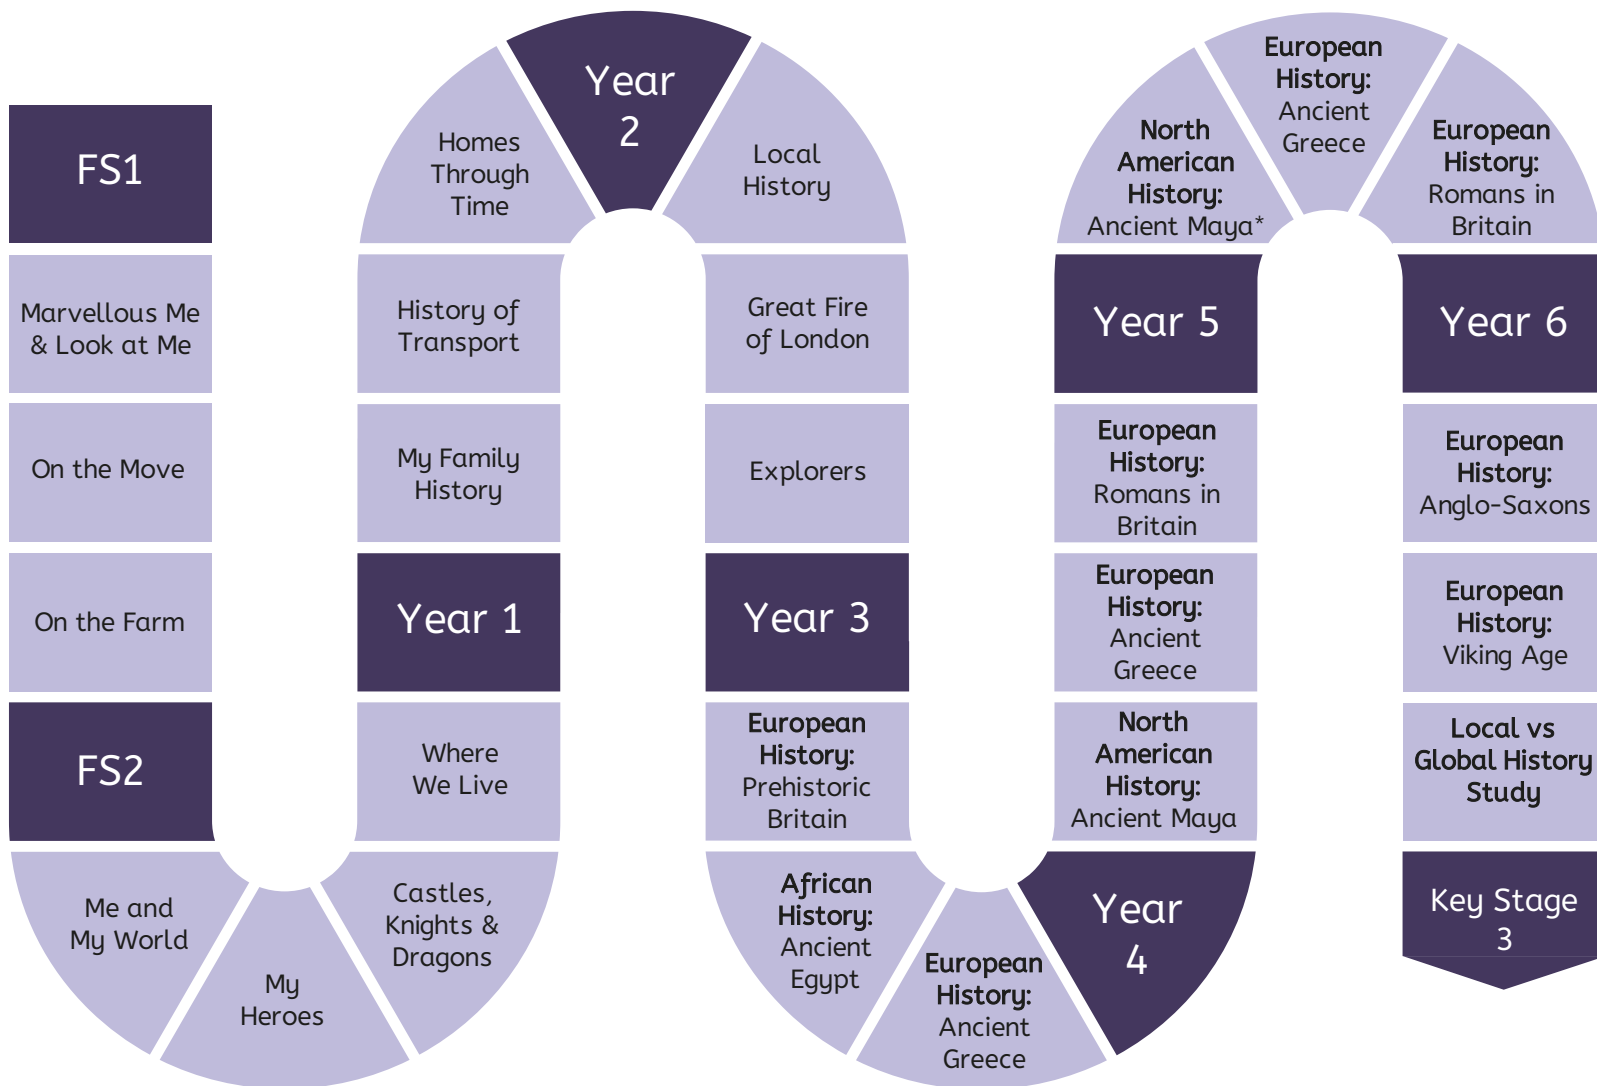 FS1
Marvellous Me
& Look at Me
On the Move
On the Farm
FS2
Me and
My World
My
Heroes
Castles,
Knights &
Dragons
Where
We Live
Year 1
My Family
History
History of
Transport
Homes
Through
Time
Year
2
Local
History
Great Fire
of London
Explorers
Year 3
European
History:
Prehistoric
Britain
African
History:
Ancient
Egypt
European
History:
Ancient
Greece
Year
4
North
American
History:
Ancient Maya
European
History:
Ancient
Greece
European
History:
Romans in
Britain
Year 5
North
American
History:
Ancient Maya*
European
History:
Ancient
Greece
European
History:
Romans in
Britain
Year 6
European
History:
Anglo-Saxons
European
History:
Viking Age
Local vs
Global History
Study
Key Stage
3